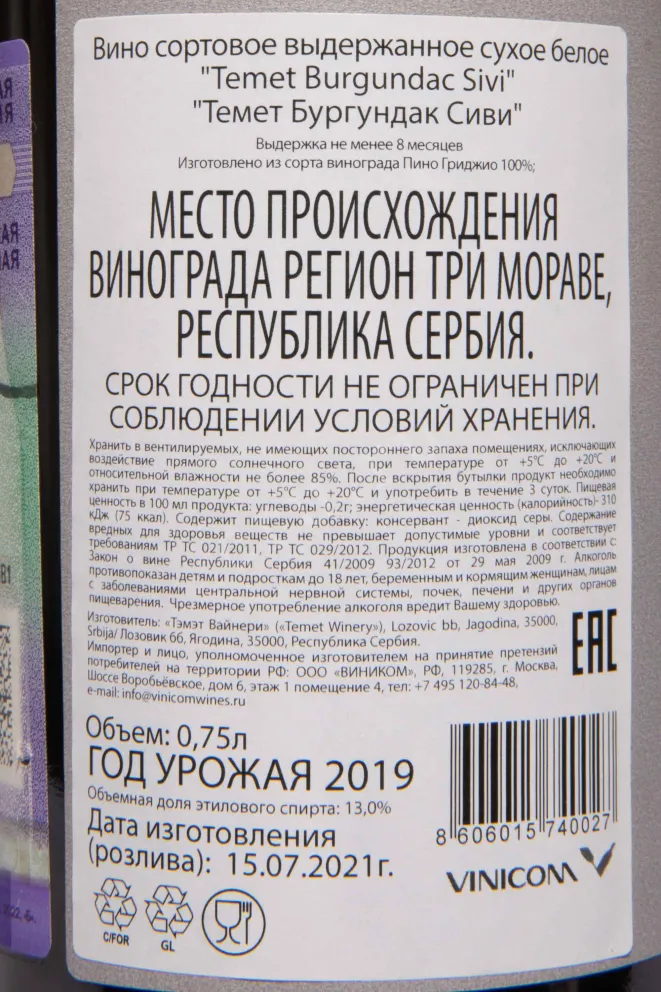 Вино сортовое выдержанное сухое белое
"Temet Burgundac Sivi"
"Темет Бургундак Сиви"
Выдержка не менее 8 месяцев
Изготовлено из сорта винограда Пино Гриджио 100%;
МЕСТО ПРОИСХОЖДЕНИЯ
ВИНОГРАДА РЕГИОН ТРИ МОРАВЕ,
РЕСПУБЛИКА СЕРБИЯ.
СРОК ГОДНОСТИ НЕ ОГРАНИЧЕН ПРИ
СОБЛЮДЕНИИ УСЛОВИЙ ХРАНЕНИЯ.
Хранить в вентилируемых, не имеющих постороннего запаха помещениях, исключающих
воздействие прямого солнечного света, при температуре от +5°С до +20°С и
относительной влажности не более 85%. После вскрытия бутылки продукт необходимо
хранить при температуре от +5°С до +20°С и употребить в течение 3 суток. Пищевая
ценность в 100 мл продукта: углеводы -0,2г; энергетическая ценность (калорийность)- 310
кДж (75 ккал). Содержит пищевую добавку: консервант - диоксид серы. Содержание
вредных для здоровья веществ не превышает допустимые уровни и соответствует
требованиям ТР ТС 021/2011, ТР ТС 029/2012. Продукция изготовлена в соответствии с:
Закон о вине Республики Сербия 41/2009 93/2012 от 29 мая 2009 г. Алкоголь
противопоказан детям и подросткам до 18 лет, беременным и кормящим женщинам, лицам
с заболеваниями центральной нервной системы, почек, печени и других органов
пищеварения. Чрезмерное употребление алкоголя вредит Вашему здоровью.
Изготовитель: «Тэмэт Вайнери» («Temet Winery»), Lozovic bb, Jagodina, 35000,
Srbija/ Лозовик бб, Ягодина, 35000, Республика Сербия.
Импортер и лицо, уполномоченное изготовителем на принятие претензий
потребителей на территории РФ: ООО «ВИНИКОМ», РФ, 119285, г. Москва,
Шоссе Воробьёвское, дом 6, этаж 1 помещение 4, тел: +7 495 120-84-48,
e-mail: info@vinicomwines.ru
EAC
Объем: 0,75л
ГОД УРОЖАЯ 2019
Объемная доля этилового спирта: 13,0%
Дата изготовления
(розлива): 15.07.2021г.
8 606015 740027
VINICOM
C/FOR
GL